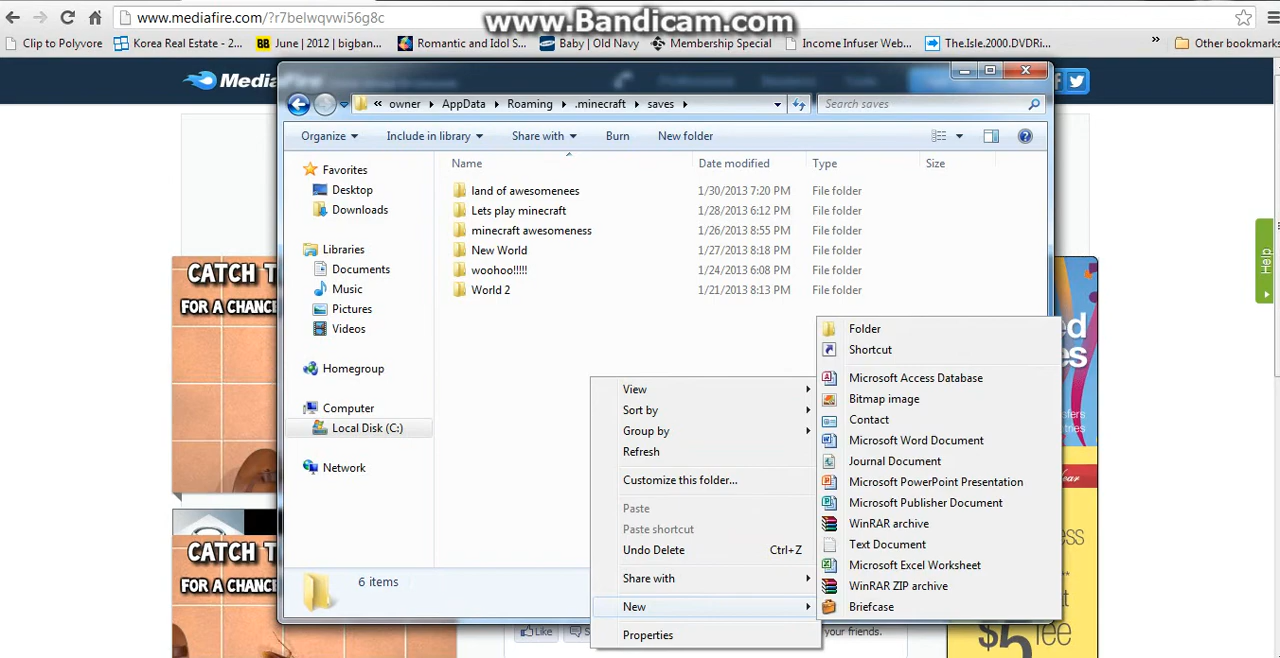 www.mediafire.com/?r7belwqvwi56g8c
www.Bandicam.com
Clip to Polyvore Korea Real Estate - 2... June | 2012 | bigban... Romantic and Idol S... Baby | Old Navy Membership Special Income Infuser Web... The.Isle.2000.DVDRi... » Other bookmarks
Media
« owner AppData Roaming .minecraft saves Search saves
Organize Include in library Share with Burn New folder
Name Date modified Type Size
Favorites
Desktop
Downloads
Libraries
Documents
Music
Pictures
Videos
Homegroup
Computer
Local Disk (C:)
Network
land of awesomenees 1/30/2013 7:20 PM File folder
Lets play minecraft 1/28/2013 6:12 PM File folder
minecraft awesomeness 1/26/2013 8:55 PM File folder
New World 1/27/2013 8:18 PM File folder
woohoo!!!!! 1/24/2013 6:08 PM File folder
World 2 1/21/2013 8:13 PM File folder
6 items
View
Sort by
Group by
Refresh
Customize this folder...
Paste
Paste shortcut
Undo Delete Ctrl+Z
Share with
New
Properties
Folder
Shortcut
Microsoft Access Database
Bitmap image
Contact
Microsoft Word Document
Journal Document
Microsoft PowerPoint Presentation
Microsoft Publisher Document
WinRAR archive
Text Document
Microsoft Excel Worksheet
WinRAR ZIP archive
Briefcase
CATCH T
FOR A CHANCE
CATCH T
FOR A CHANCE
Help
Like
your friends.
$5